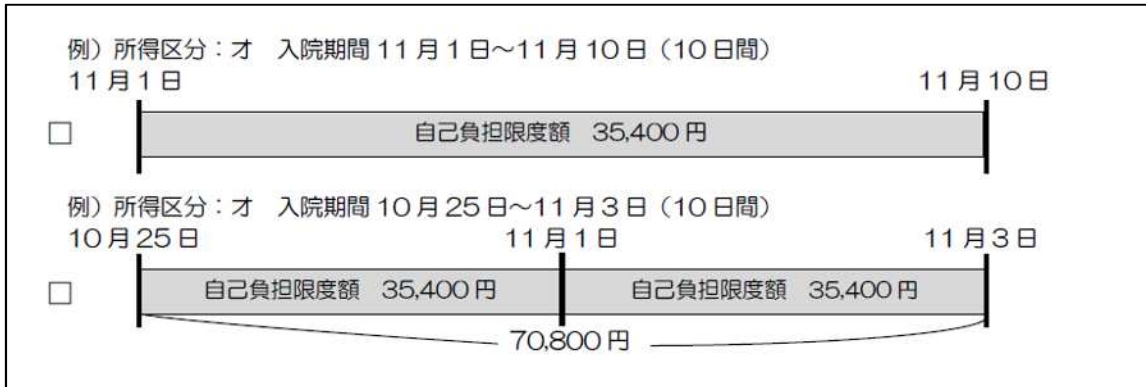 例）所得区分：オ　入院期間 11 月 1 日～11 月 10 日（10 日間）
11 月 1 日　11 月 10 日
□　自己負担限度額　35,400 円
例）所得区分：オ　入院期間 10 月 25 日～11 月 3 日（10 日間）
10 月 25 日　11 月 1 日　11 月 3 日
□　自己負担限度額　35,400 円　自己負担限度額　35,400 円
70,800 円